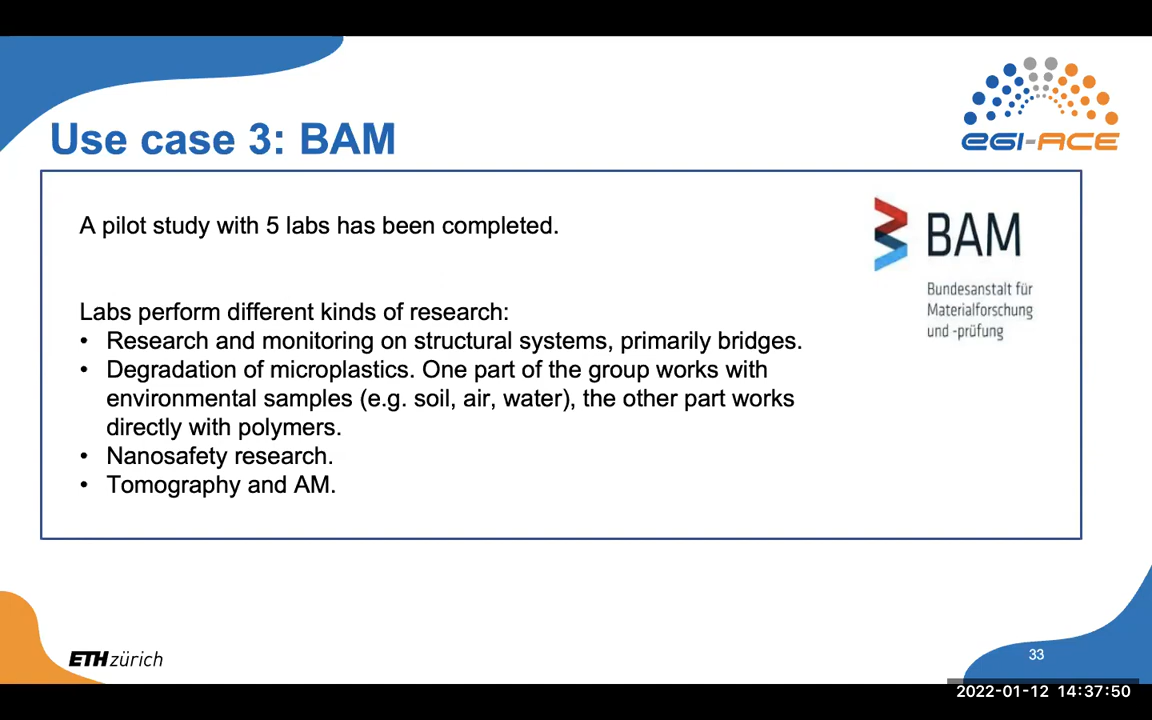 EGI-ACE
Use case 3: BAM
A pilot study with 5 labs has been completed.
BAM
Bundesanstalt für
Materialforschung
und -prüfung
Labs perform different kinds of research:
• Research and monitoring on structural systems, primarily bridges.
• Degradation of microplastics. One part of the group works with
environmental samples (e.g. soil, air, water), the other part works
directly with polymers.
• Nanosafety research.
• Tomography and AM.
ETH zürich
33
2022-01-12 14:37:50